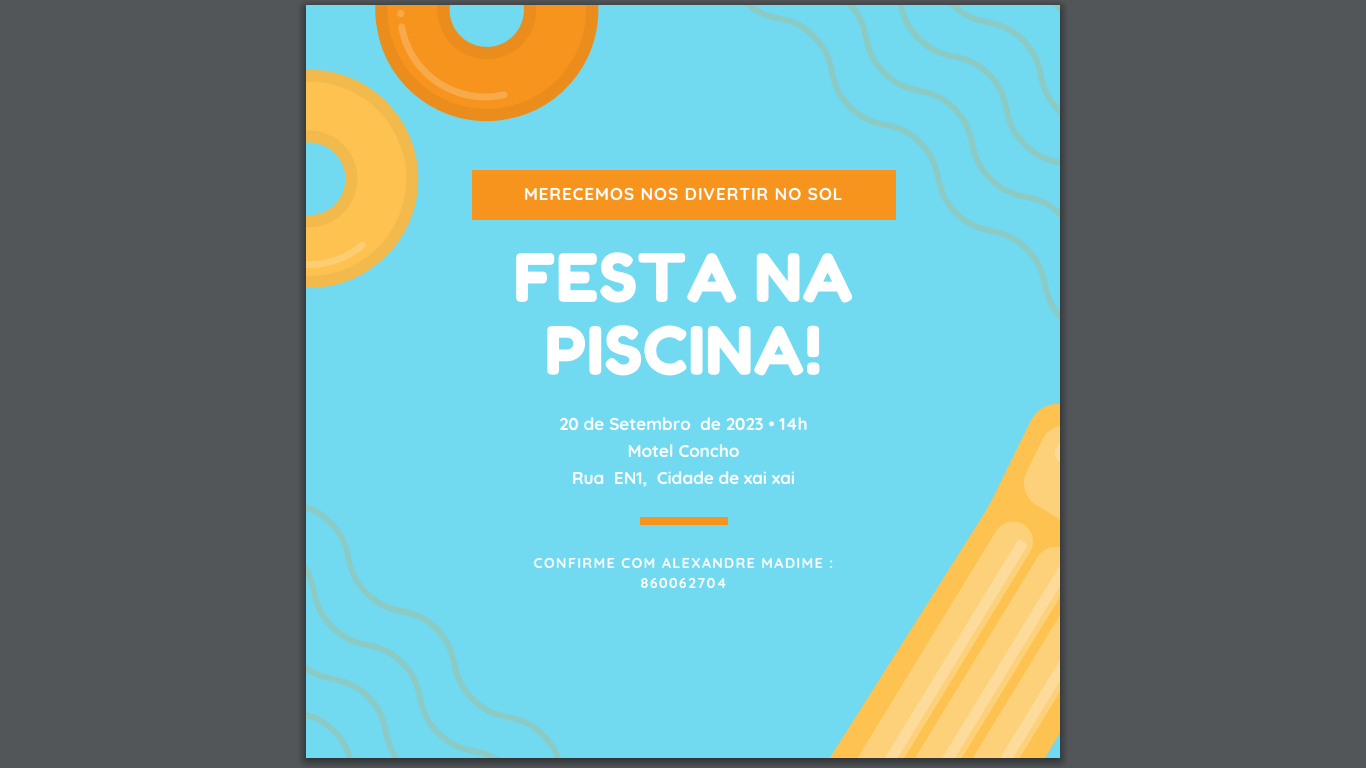 MERECEMOS NOS DIVERTIR NO SOL
FESTA NA
PISCINA!
20 de Setembro  de 2023 • 14h
Motel Concho
Rua  EN1,  Cidade de xai xai
CONFIRME COM ALEXANDRE MADIME :
860062704